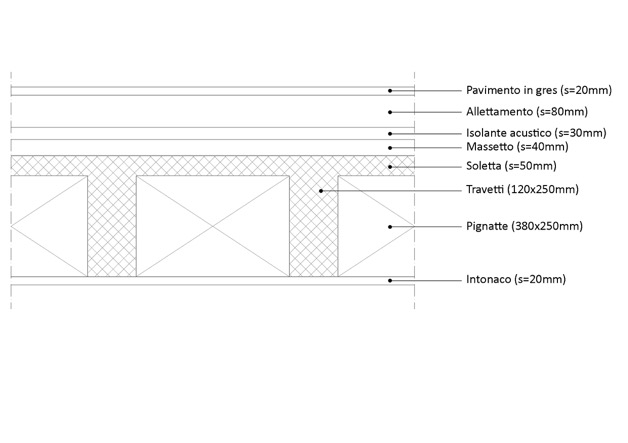 Pavimento in gres (s=20mm)
Allettamento (s=80mm)
Isolante acustico (s=30mm)
Massetto (s=40mm)
Soletta (s=50mm)
Travetti (120x250mm)
Pignatte (380x250mm)
Intonaco (s=20mm)